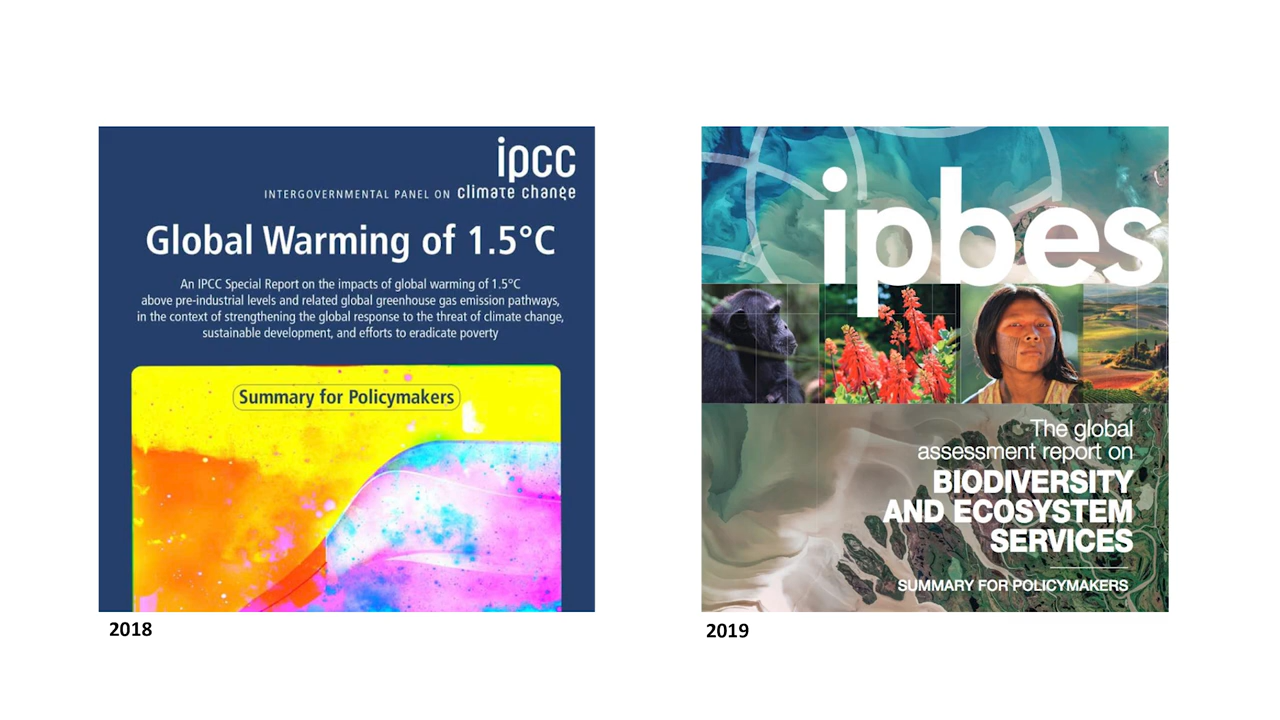 ipcc
INTERGOVERNMENTAL PANEL ON climate change
Global Warming of 1.5°C
An IPCC Special Report on the impacts of global warming of 1.5°C
above pre-industrial levels and related global greenhouse gas emission pathways,
in the context of strengthening the global response to the threat of climate change,
sustainable development, and efforts to eradicate poverty
Summary for Policymakers
2018
ipbes
The global
assessment report on
BIODIVERSITY
AND ECOSYSTEM
SERVICES
SUMMARY FOR POLICYMAKERS
2019